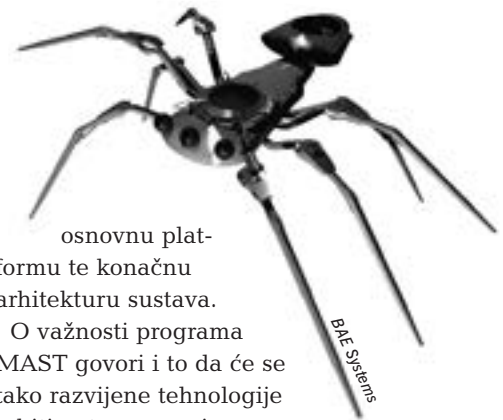 osnovnu plat-
formu te konačnu
arhitekturu sustava.
O važnosti programa
MAST govori i to da će se
tako razvijene tehnologije
BAE Systems